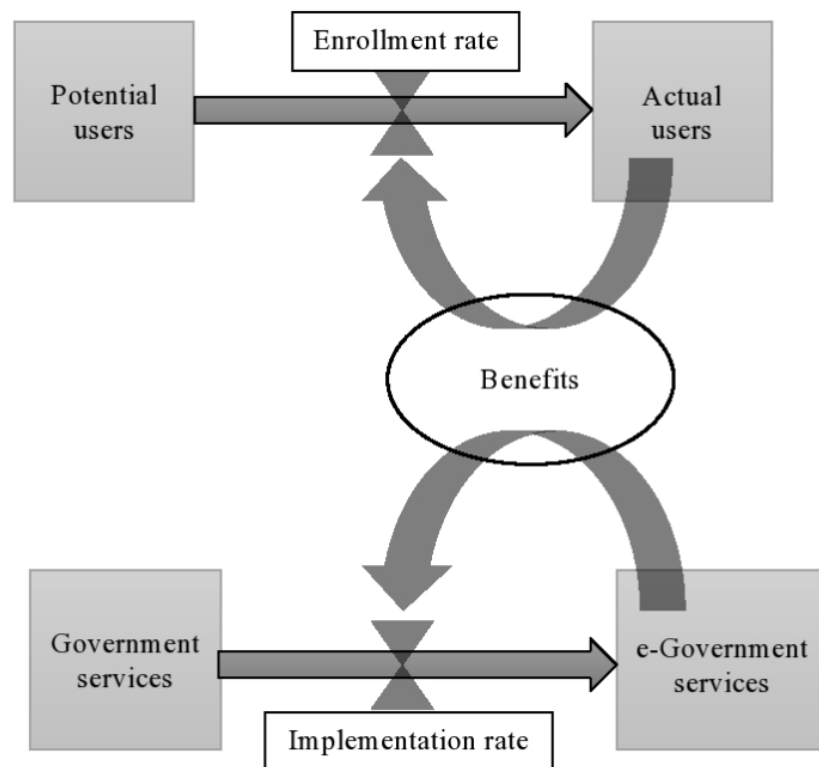 Enrollment rate
Potential
users
Actual
users
Benefits
Government
services
e-Government
services
Implementation rate